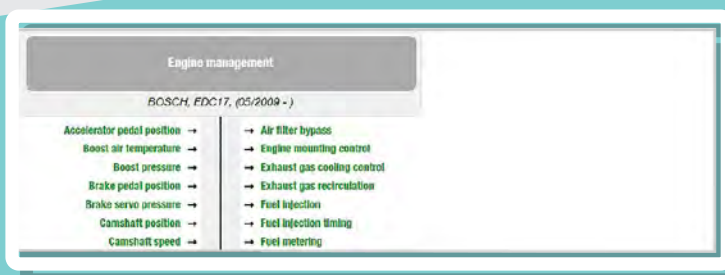 Engine management
BOSCH, EDC17, (05/2009 - )
Accelerator pedal position → → Air filter bypass
Boost air temperature → → Engine mounting control
Boost pressure → → Exhaust gas cooling control
Brake pedal position → → Exhaust gas recirculation
Brake servo pressure → → Fuel injection
Camshaft position → → Fuel injection timing
Camshaft speed → → Fuel metering